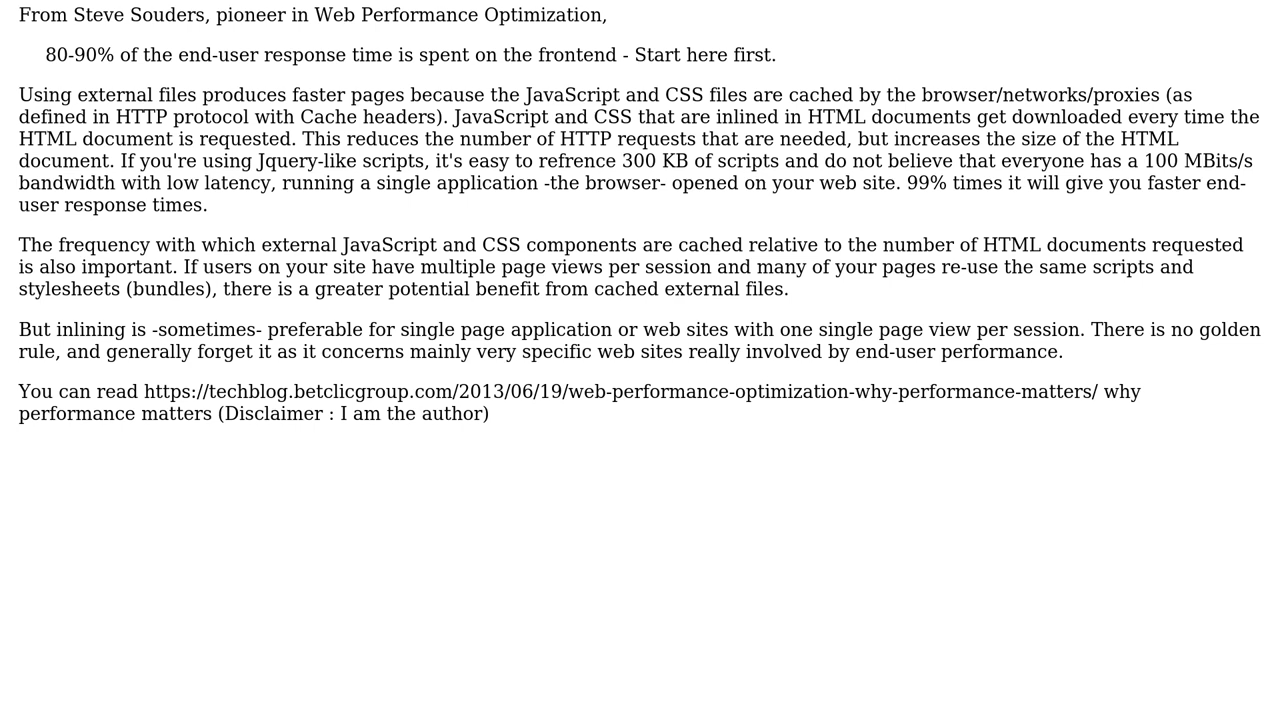 From Steve Souders, pioneer in Web Performance Optimization,
80-90% of the end-user response time is spent on the frontend - Start here first.
Using external files produces faster pages because the JavaScript and CSS files are cached by the browser/networks/proxies (as
defined in HTTP protocol with Cache headers). JavaScript and CSS that are inlined in HTML documents get downloaded every time the
HTML document is requested. This reduces the number of HTTP requests that are needed, but increases the size of the HTML
document. If you're using Jquery-like scripts, it's easy to refrence 300 KB of scripts and do not believe that everyone has a 100 MBits/s
bandwidth with low latency, running a single application -the browser- opened on your web site. 99% times it will give you faster end-
user response times.
The frequency with which external JavaScript and CSS components are cached relative to the number of HTML documents requested
is also important. If users on your site have multiple page views per session and many of your pages re-use the same scripts and
stylesheets (bundles), there is a greater potential benefit from cached external files.
But inlining is -sometimes- preferable for single page application or web sites with one single page view per session. There is no golden
rule, and generally forget it as it concerns mainly very specific web sites really involved by end-user performance.
You can read https://techblog.betclicgroup.com/2013/06/19/web-performance-optimization-why-performance-matters/ why
performance matters (Disclaimer : I am the author)